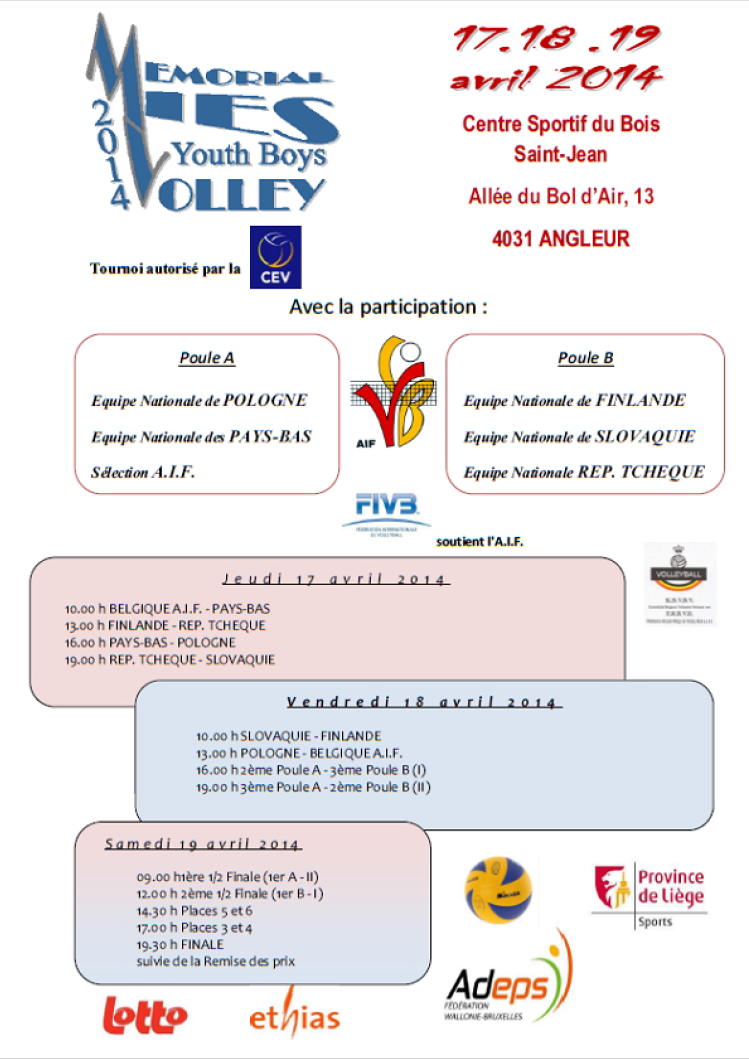 MEMORIAL
MIES
Youth Boys
VOLLEY
2014
17.18 .19
avril 2014
Centre Sportif du Bois
Saint-Jean
Allée du Bol d'Air, 13
4031 ANGLEUR
Tournoi autorisé par la
CEV
Avec la participation :
Poule A
Equipe Nationale de POLOGNE
Equipe Nationale des PAYS-BAS
Sélection A.I.F.
AIF
Poule B
Equipe Nationale de FINLANDE
Equipe Nationale de SLOVAQUIE
Equipe Nationale REP. TCHEQUE
FIVB
FEDERATION INTERNATIONALE
DE VOLLEYBALL
soutient l'A.I.F.
VOLLEYBALL
Jeudi 17 avril 2014
10.00 h BELGIQUE A.I.F. - PAYS-BAS
13.00 h FINLANDE - REP. TCHEQUE
16.00 h PAYS-BAS - POLOGNE
19.00 h REP. TCHEQUE - SLOVAQUIE
Vendredi 18 avril 2014
10.00 h SLOVAQUIE - FINLANDE
13.00 h POLOGNE - BELGIQUE A.I.F.
16.00 h 2ème Poule A - 3ème Poule B (I)
19.00 h 3ème Poule A - 2ème Poule B (II)
Samedi 19 avril 2014
09.00 h1ère 1/2 Finale (1er A - II)
12.00 h 2ème 1/2 Finale (1er B - I)
14.30 h Places 5 et 6
17.00 h Places 3 et 4
19.30 h FINALE
suivie de la Remise des prix
Province
de Liège
Sports
Adeps
FÉDÉRATION
WALLONIE-BRUXELLES
Lotto
ethias